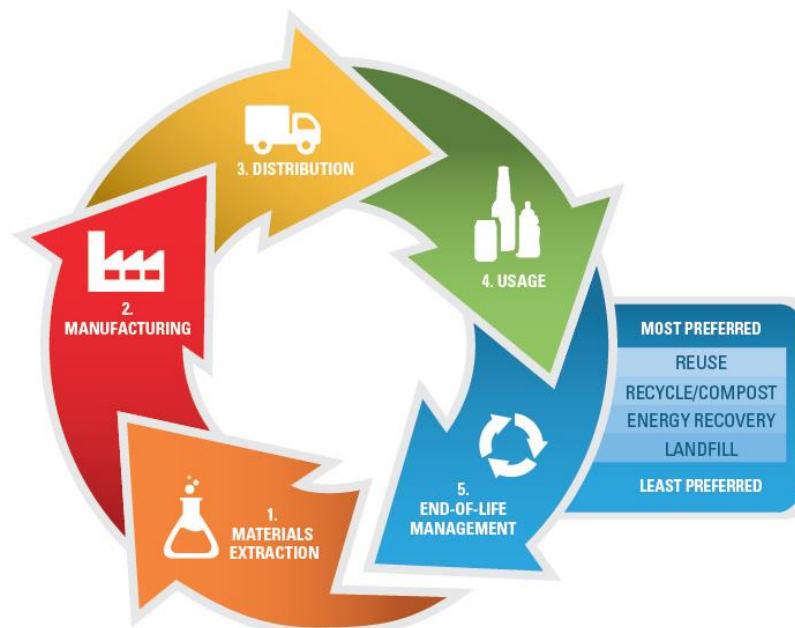 3. DISTRIBUTION
4. USAGE
2.
MANUFACTURING
MOST PREFERRED
REUSE
RECYCLE/COMPOST
ENERGY RECOVERY
LANDFILL
LEAST PREFERRED
5.
END-OF-LIFE
MANAGEMENT
1.
MATERIALS
EXTRACTION